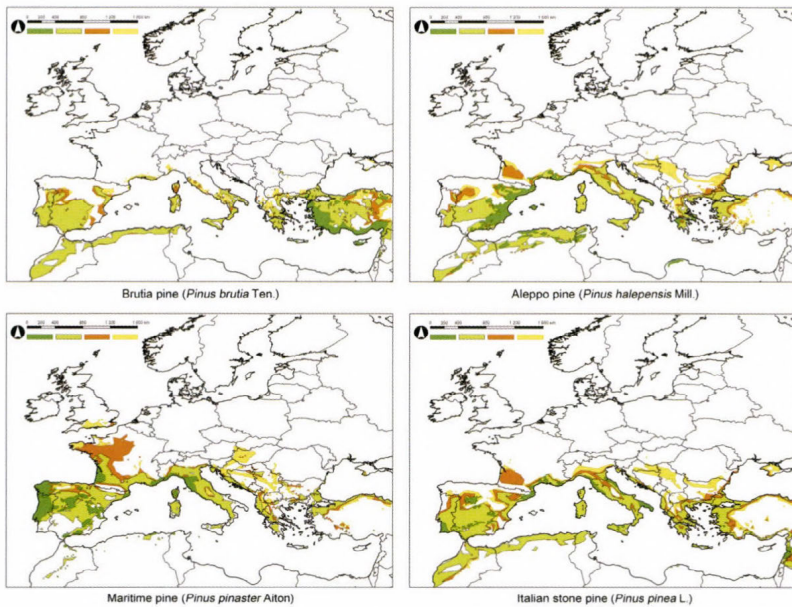 Brutia pine (Pinus brutia Ten.)
Aleppo pine (Pinus halepensis Mill.)
Maritime pine (Pinus pinaster Aiton)
Italian stone pine (Pinus pinea L.)